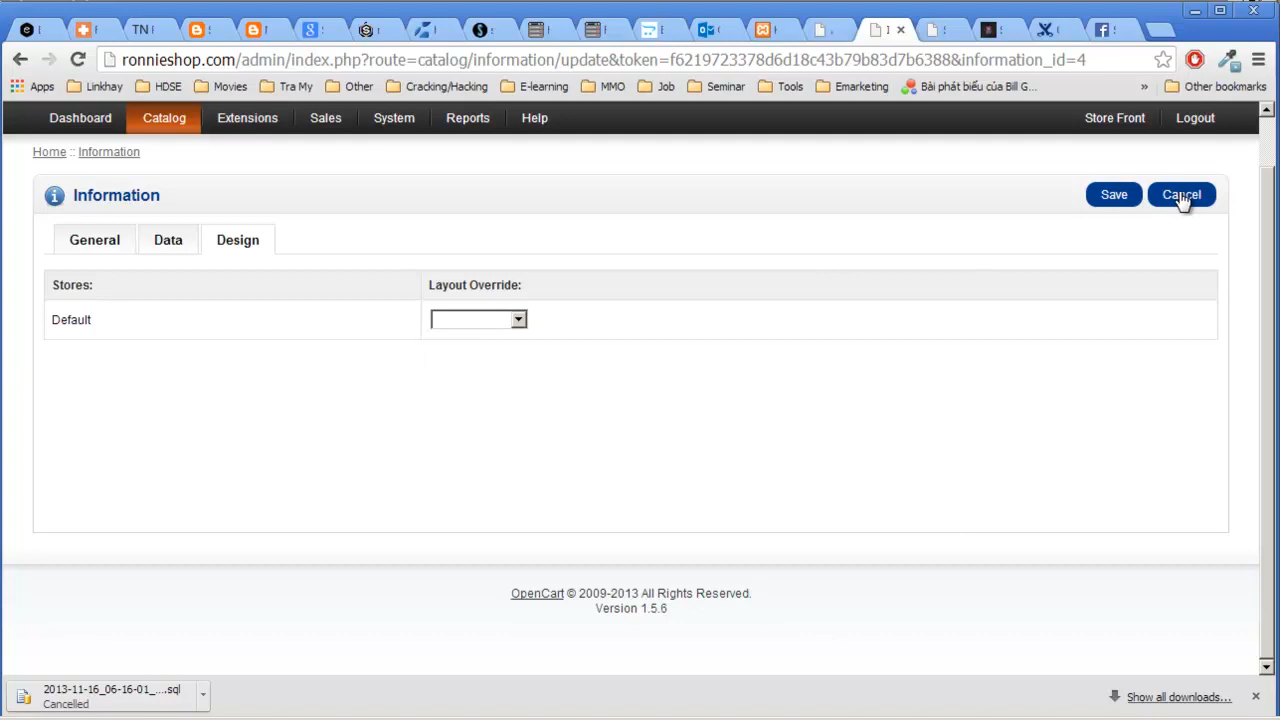 TN
ronnieshop.com/admin/index.php?route=catalog/information/update&token=f6219723378d6d18c43b79b83d7b6388&information_id=4
Apps Linkhay HDSE Movies Tra My Other Cracking/Hacking E-learning MMO Job Seminar Tools Emarketing Bài phát biểu của Bill G... » Other bookmarks
Dashboard Catalog Extensions Sales System Reports Help Store Front Logout
Home :: Information
Information Save Cancel
General Data Design
Stores: Layout Override:
Default
OpenCart © 2009-2013 All Rights Reserved.
Version 1.5.6
2013-11-16_06-16-01_....sql
Cancelled
Show all downloads...